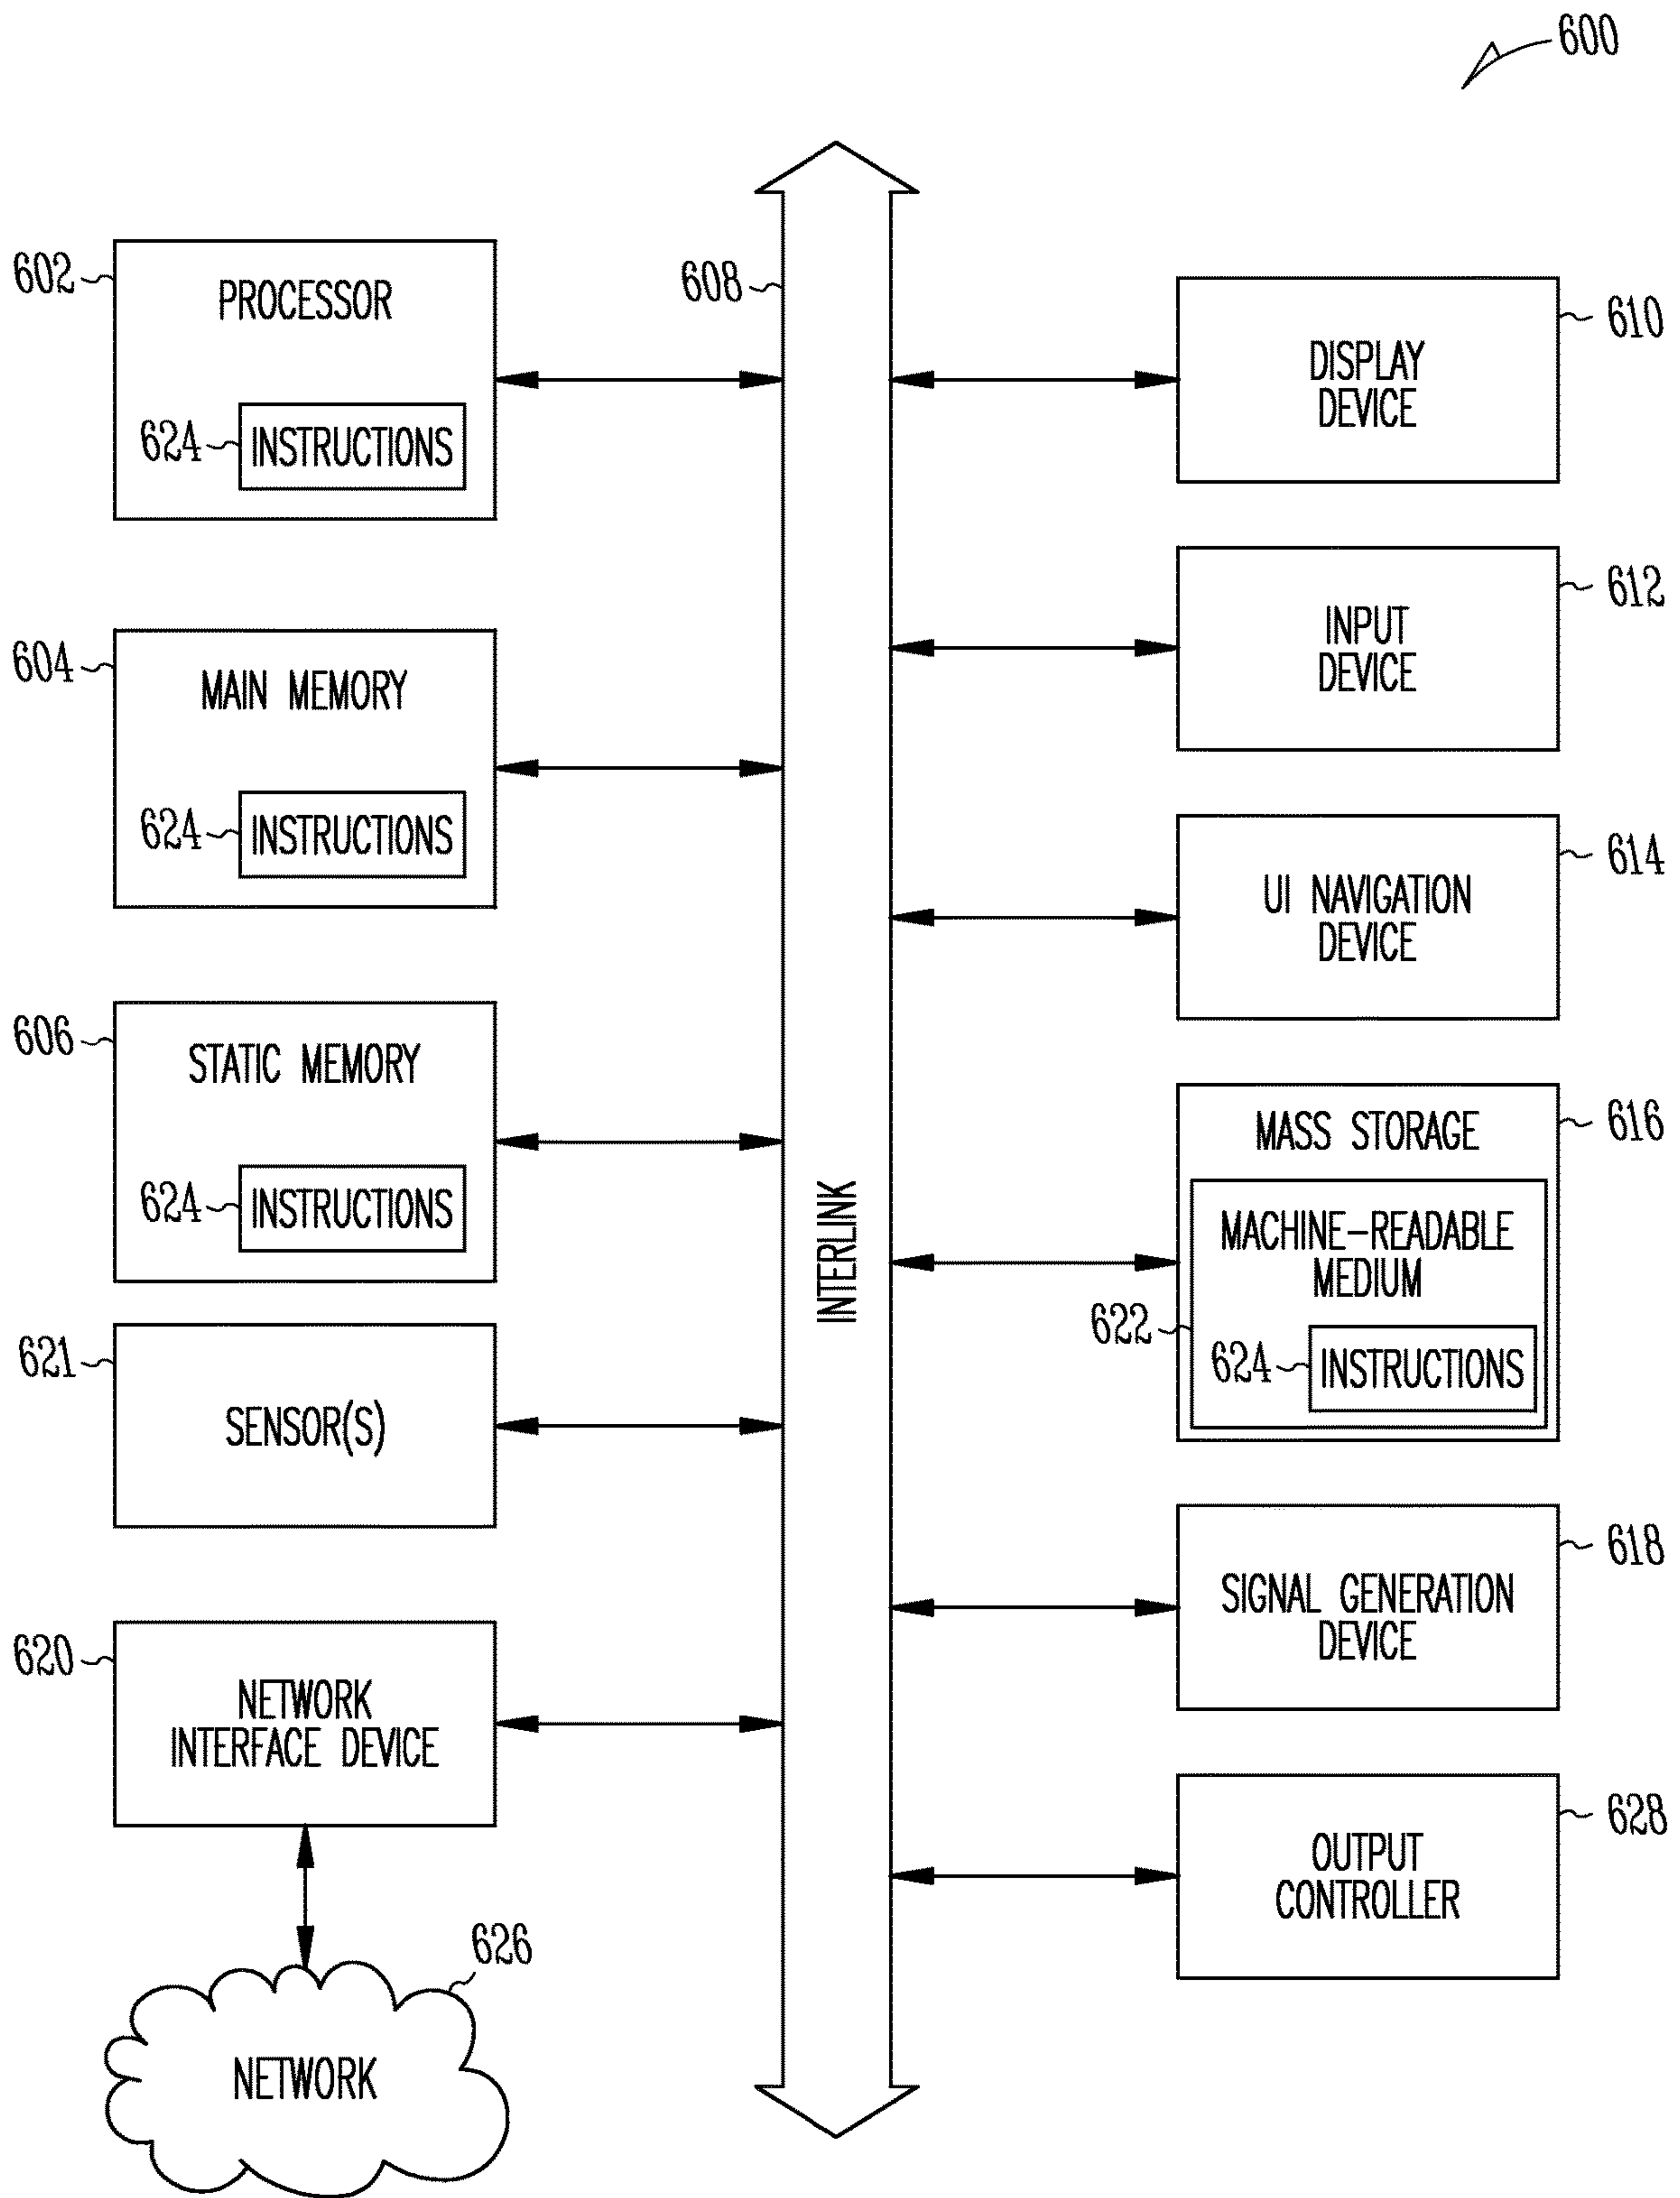 600
602
PROCESSOR
624
INSTRUCTIONS
604
MAIN MEMORY
624
INSTRUCTIONS
606
STATIC MEMORY
624
INSTRUCTIONS
621
SENSOR(S)
620
NETWORK
INTERFACE DEVICE
626
NETWORK
608
INTERLINK
610
DISPLAY
DEVICE
612
INPUT
DEVICE
614
UI NAVIGATION
DEVICE
616
MASS STORAGE
MACHINE-READABLE
MEDIUM
622
624
INSTRUCTIONS
618
SIGNAL GENERATION
DEVICE
628
OUTPUT
CONTROLLER